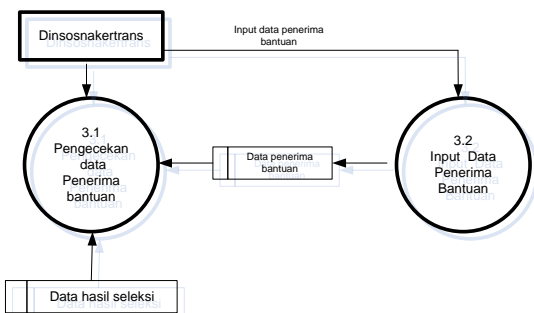 Dinsosnakertrans
Input data penerima
bantuan
3.1
Pengecekan
data
Penerima
bantuan
Data penerima
bantuan
3.2
Input Data
Penerima
Bantuan
Data hasil seleksi